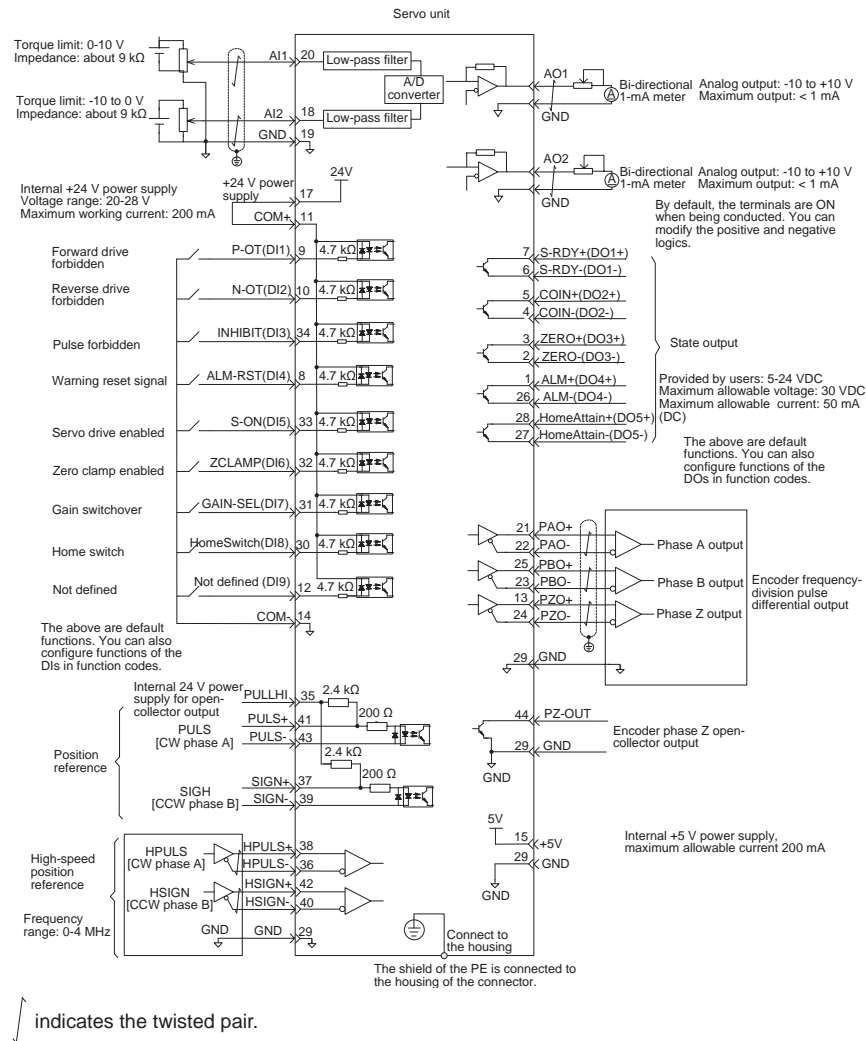 Servo unit
Torque limit: 0-10 V
Impedance: about 9 kΩ
AI1
20
Low-pass filter
A/D
converter
Torque limit: -10 to 0 V
Impedance: about 9kΩ
AI2
18
Low-pass filter
GND
19
AO1
GND
A
Bi-directional
1-mA meter
Analog output: -10 to +10 V
Maximum output: < 1 mA
AO2
GND
A
Bi-directional
1-mA meter
Analog output: -10 to +10 V
Maximum output: < 1 mA
Internal +24 V power supply
Voltage range: 20-28 V
Maximum working current: 200 mA
+24 V power
supply
17
24V
COM+
11
Forward drive
forbidden
P-OT(DI1)
9
4.7 kΩ
Reverse drive
forbidden
N-OT(DI2)
10
4.7 kΩ
Pulse forbidden
INHIBIT(DI3)
34
4.7 kΩ
Warning reset signal
ALM-RST(DI4)
8
4.7 kΩ
Servo drive enabled
S-ON(DI5)
33
4.7 kΩ
Zero clamp enabled
ZCLAMP(DI6)
32
4.7 kΩ
Gain switchover
GAIN-SEL(DI7)
31
4.7 kΩ
Home switch
HomeSwitch(DI8)
30
4.7 kΩ
Not defined
Not defined (DI9)
12
4.7 kΩ
COM-
14
The above are default
functions. You can also
configure functions of the
DIs in function codes.
By default, the terminals are ON
when being conducted. You can
modify the positive and negative
logics.
7
S-RDY+(DO1+)
6
S-RDY-(DO1-)
5
COIN+(DO2+)
4
COIN-(DO2-)
3
ZERO+(DO3+)
2
ZERO-(DO3-)
1
ALM+(DO4+)
26
ALM-(DO4-)
28
HomeAttain+(DO5+)
27
HomeAttain-(DO5-)
State output
Provided by users: 5-24 VDC
Maximum allowable voltage: 30 VDC
Maximum allowable current: 50 mA
(DC)
The above are default
functions. You can also
configure functions of the
DOs in function codes.
21
PAO+
22
PAO-
Phase A output
25
PBO+
23
PBO-
Phase B output
13
PZO+
24
PZO-
Phase Z output
Encoder frequency-
division pulse
differential output
29
GND
Internal 24 V power
supply for open-
collector output
PULLHI
35
2.4 kΩ
PULS
[CW phase A]
PULS+
41
200 Ω
PULS-
43
2.4 kΩ
Position
reference
SIGH
[CCW phase B]
SIGN+
37
200 Ω
SIGN-
39
44
PZ-OUT
29
GND
GND
Encoder phase Z open-
collector output
High-speed
position
reference
Frequency
range: 0-4 MHz
HPULS
[CW phase A]
HPULS+
38
HPULS-
36
HSIGN
[CCW phase B]
HSIGN+
42
HSIGN-
40
GND
GND
29
5V
15
+5V
29
GND
GND
Internal +5 V power supply,
maximum allowable current 200 mA
Connect to
the housing
The shield of the PE is connected to
the housing of the connector.
indicates the twisted pair.